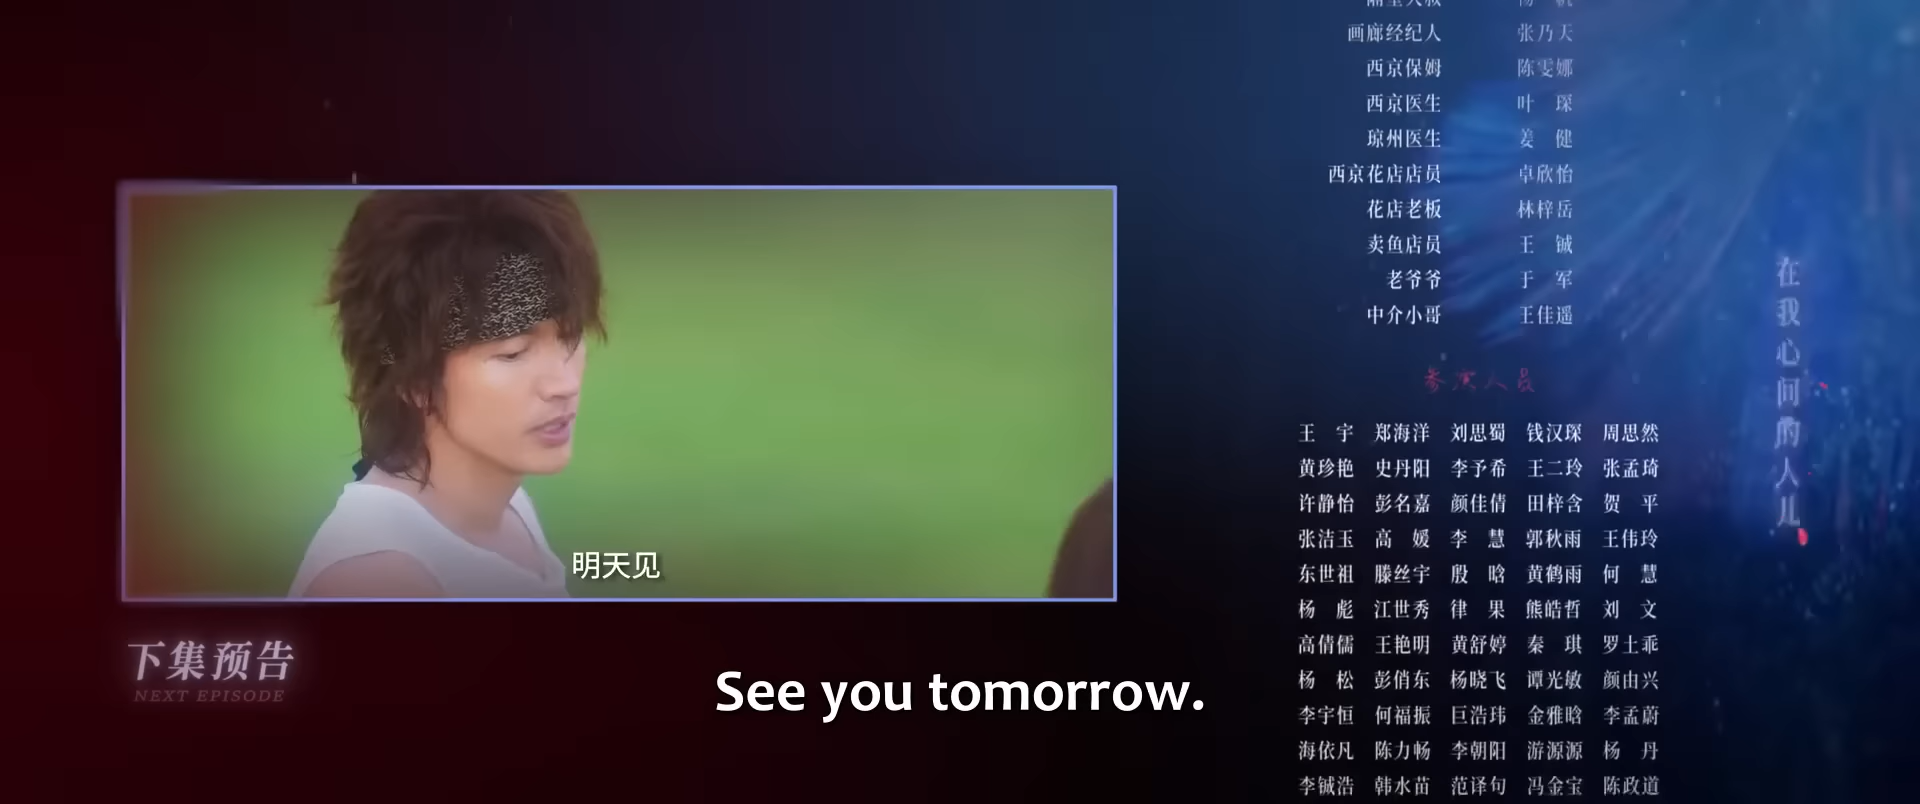 画廊经纪人 张乃天
西京保姆 陈雯娜
西京医生 叶 琛
琼州医生 姜 健
西京花店店员 卓欣怡
花店老板 林梓岳
卖鱼店员 王 铖
老爷爷 于 军
中介小哥 王佳遥
参演人员
王 宇 郑海洋 刘思蜀 钱汉琛 周思然
黄珍艳 史丹阳 李予希 王二玲 张孟琦
许静怡 彭名嘉 颜佳倩 田梓含 贺 平
张洁玉 高 媛 李 慧 郭秋雨 王伟玲
东世祖 滕丝宇 殷 晗 黄鹤雨 何 慧
杨 彪 江世秀 律 果 熊皓哲 刘 文
高倩儒 王艳明 黄舒婷 秦 琪 罗土乖
杨 松 彭俏东 杨晓飞 谭光敏 颜由兴
李宇恒 何福振 巨浩玮 金雅晗 李孟蔚
海依凡 陈力畅 李朝阳 游源源 杨 丹
李铖浩 韩水苗 范译句 冯金宝 陈政道
在我心间的人儿
明天见
下集预告
NEXT EPISODE
See you tomorrow.